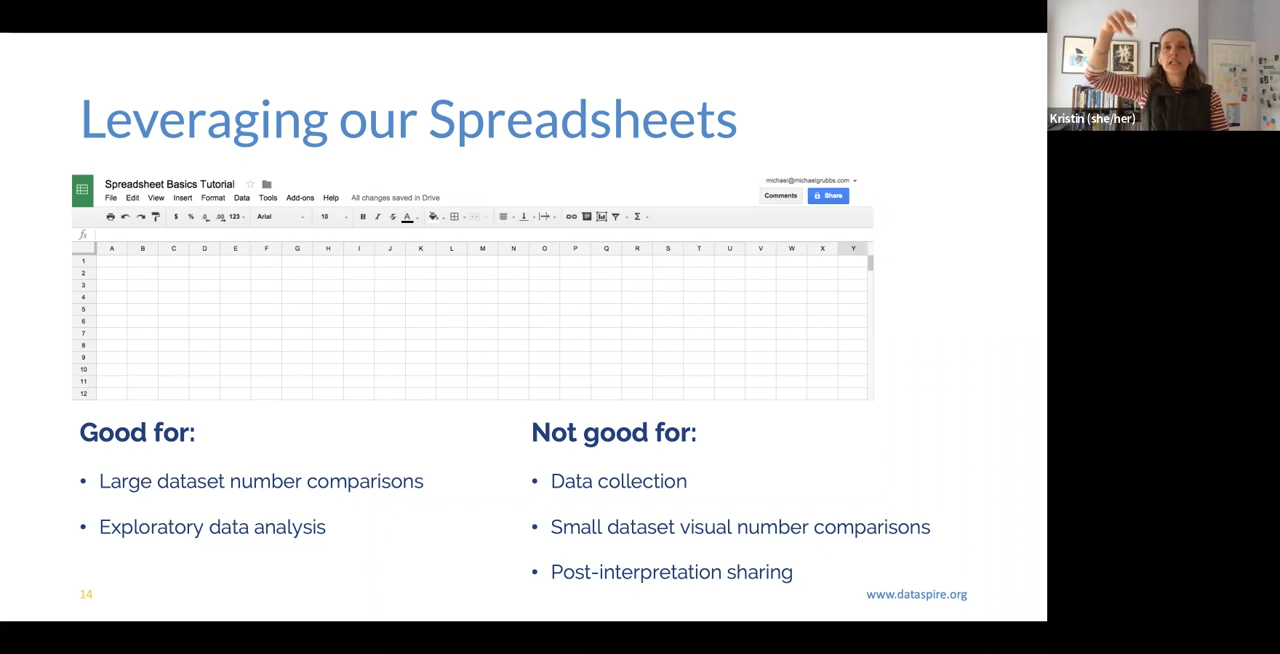 Leveraging our Spreadsheets
Kristin (she/her)
Spreadsheet Basics Tutorial
michael@michaelgrubbs.com
File Edit View Insert Format Data Tools Add-ons Help All changes saved in Drive
Comments Share
$ % .0 .00 123 Arial 10 B I S A Σ
fx
A B C D E F G H I J K L M N O P Q R S T U V W X Y
1
2
3
4
5
6
7
8
9
10
11
12
Good for:
• Large dataset number comparisons
• Exploratory data analysis
Not good for:
• Data collection
• Small dataset visual number comparisons
• Post-interpretation sharing
14
www.dataspire.org